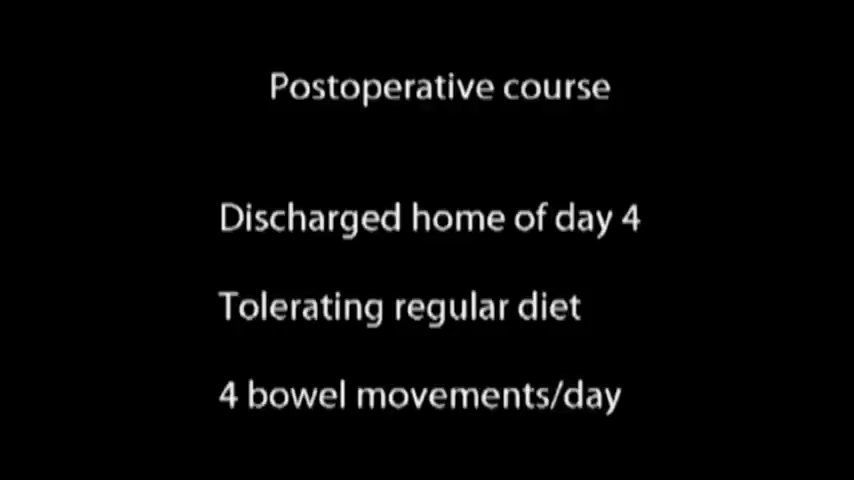 Postoperative course
Discharged home of day 4
Tolerating regular diet
4 bowel movements/day